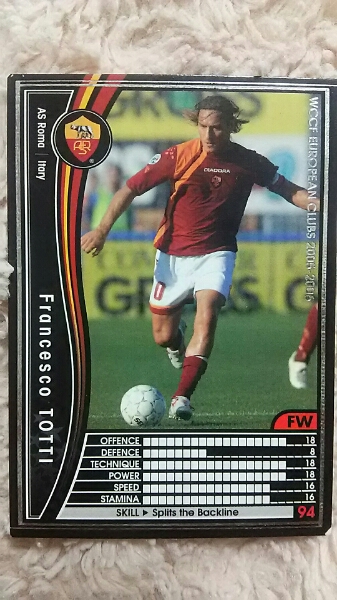 AS Roma | Italy
Francesco TOTTI
WCCF EUROPEAN CLUBS 2005-2006
DIADORA
0
FW
OFFENCE 18
DEFENCE 8
TECHNIQUE 18
POWER 18
SPEED 16
STAMINA 16
SKILL ► Splits the Backline
94